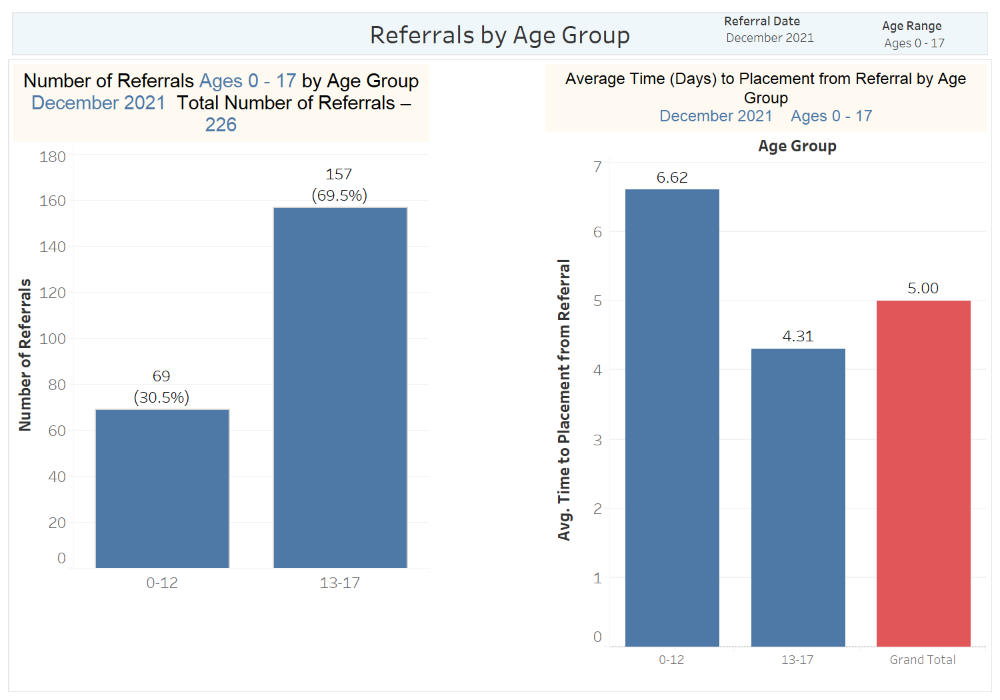 Referrals by Age Group
Referral Date
December 2021
Age Range
Ages 0 - 17
Number of Referrals Ages 0 - 17 by Age Group
December 2021 Total Number of Referrals –
226
180
160
140
120
100
80
60
40
20
0
Number of Referrals
157
(69.5%)
69
(30.5%)
0-12
13-17
Average Time (Days) to Placement from Referral by Age
Group
December 2021 Ages 0 - 17
Age Group
7
6
5
4
3
2
1
0
Avg. Time to Placement from Referral
6.62
4.31
5.00
0-12
13-17
Grand Total